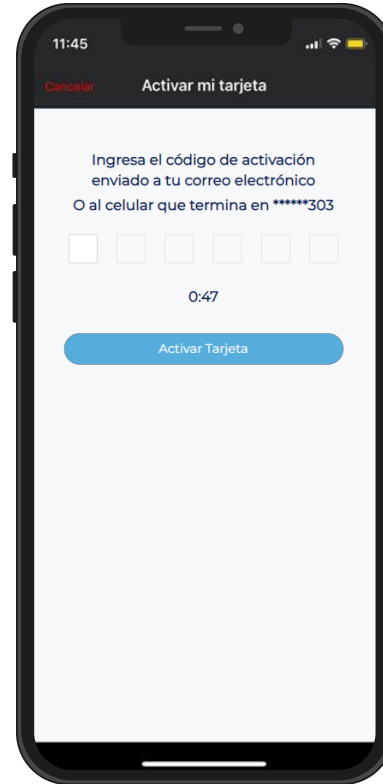 11:45
Cancelar Activar mi tarjeta
Ingresa el código de activación
enviado a tu correo electrónico
O al celular que termina en ******303
0:47
Activar Tarjeta